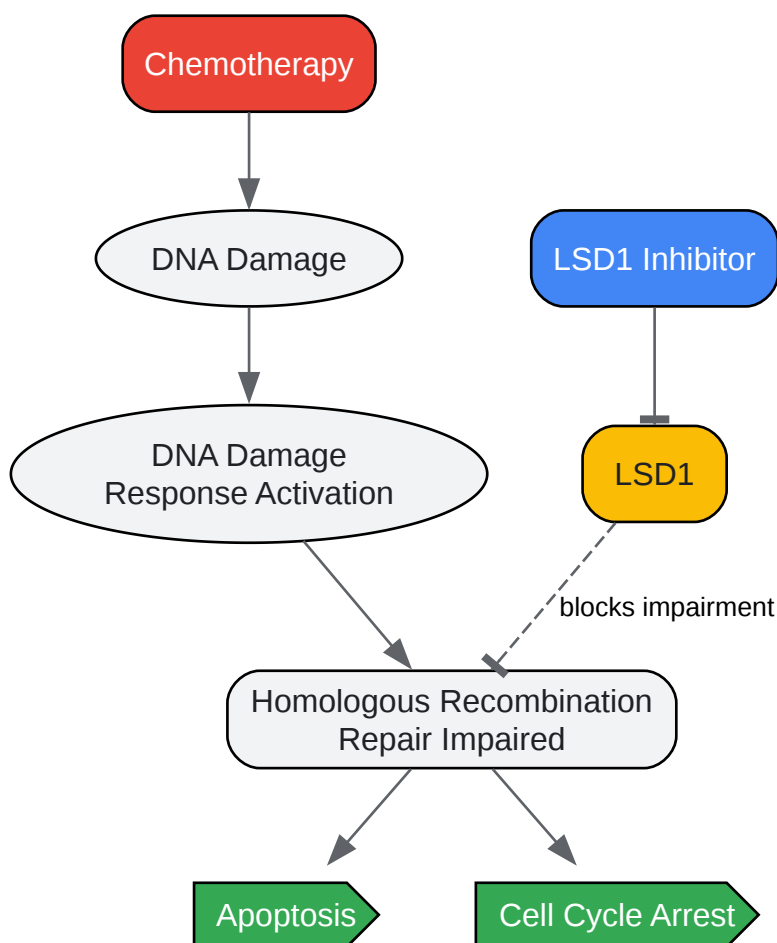 Chemotherapy
DNA Damage
LSD1 Inhibitor
DNA Damage
Response Activation
LSD1
blocks impairment
Homologous Recombination
Repair Impaired
Apoptosis
Cell Cycle Arrest